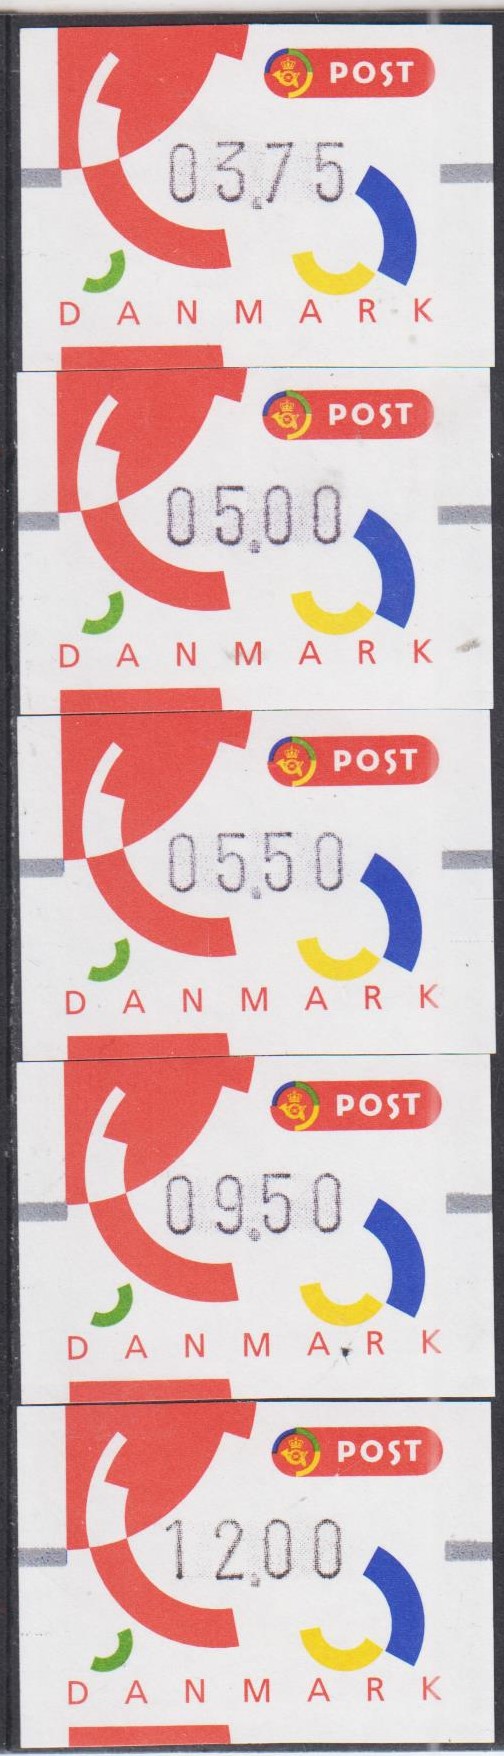 POST
03.75
DANMARK
POST
05.00
DANMARK
POST
05.50
DANMARK
POST
09.50
DANMARK
POST
12.00
DANMARK